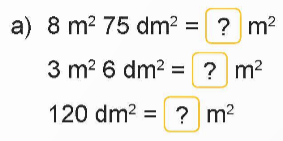 a) 8 m² 75 dm² = ? m²
3 m² 6 dm² = ? m²
120 dm² = ? m²